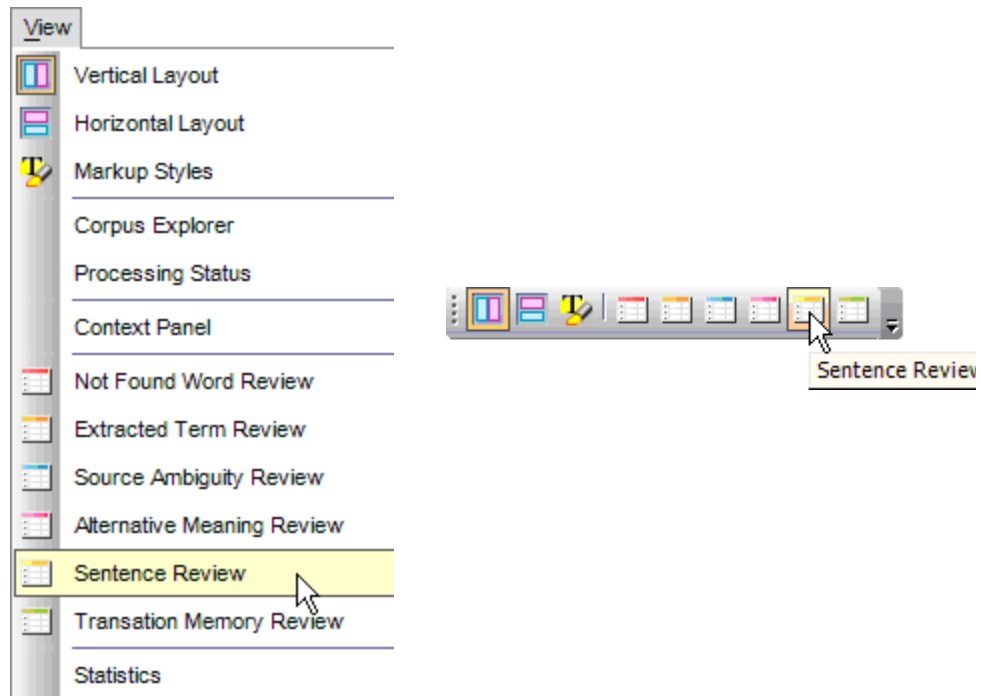 View
Vertical Layout
Horizontal Layout
Markup Styles
Corpus Explorer
Processing Status
Context Panel
Not Found Word Review
Extracted Term Review
Source Ambiguity Review
Alternative Meaning Review
Sentence Review
Transation Memory Review
Statistics
Sentence Review